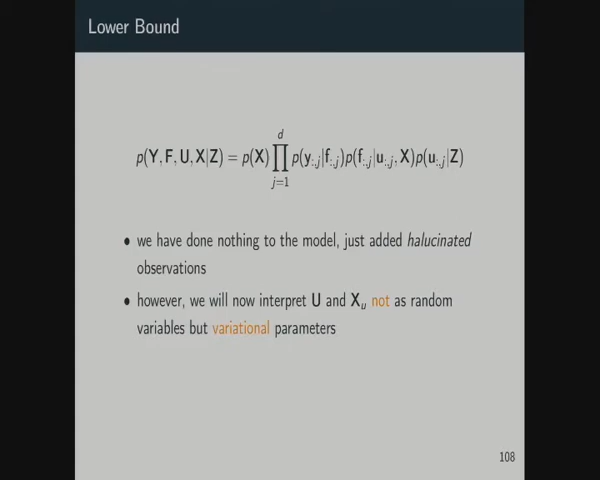 Lower Bound
d
p(Y, F, U, X|Z) = p(X) ∏ p(y:,j|f:,j)p(f:,j|u:,j, X)p(u:,j|Z)
j=1
• we have done nothing to the model, just added halucinated
observations
• however, we will now interpret U and Xu not as random
variables but variational parameters
108